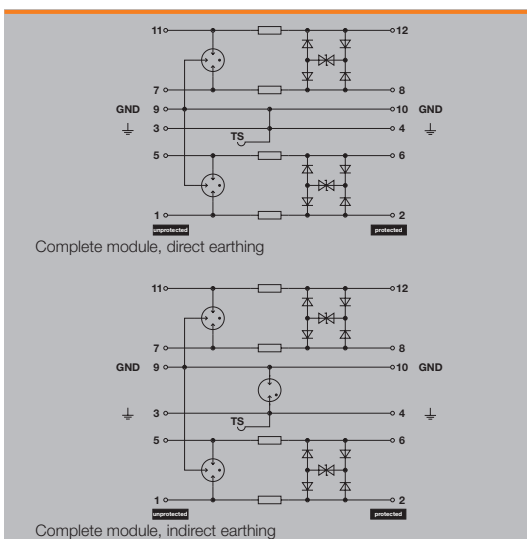 11 12
7 8
GND 9 10 GND
3 4
TS
5 6
1 2
unprotected protected
Complete module, direct earthing
11 12
7 8
GND 9 10 GND
3 4
TS
5 6
1 2
unprotected protected
Complete module, indirect earthing